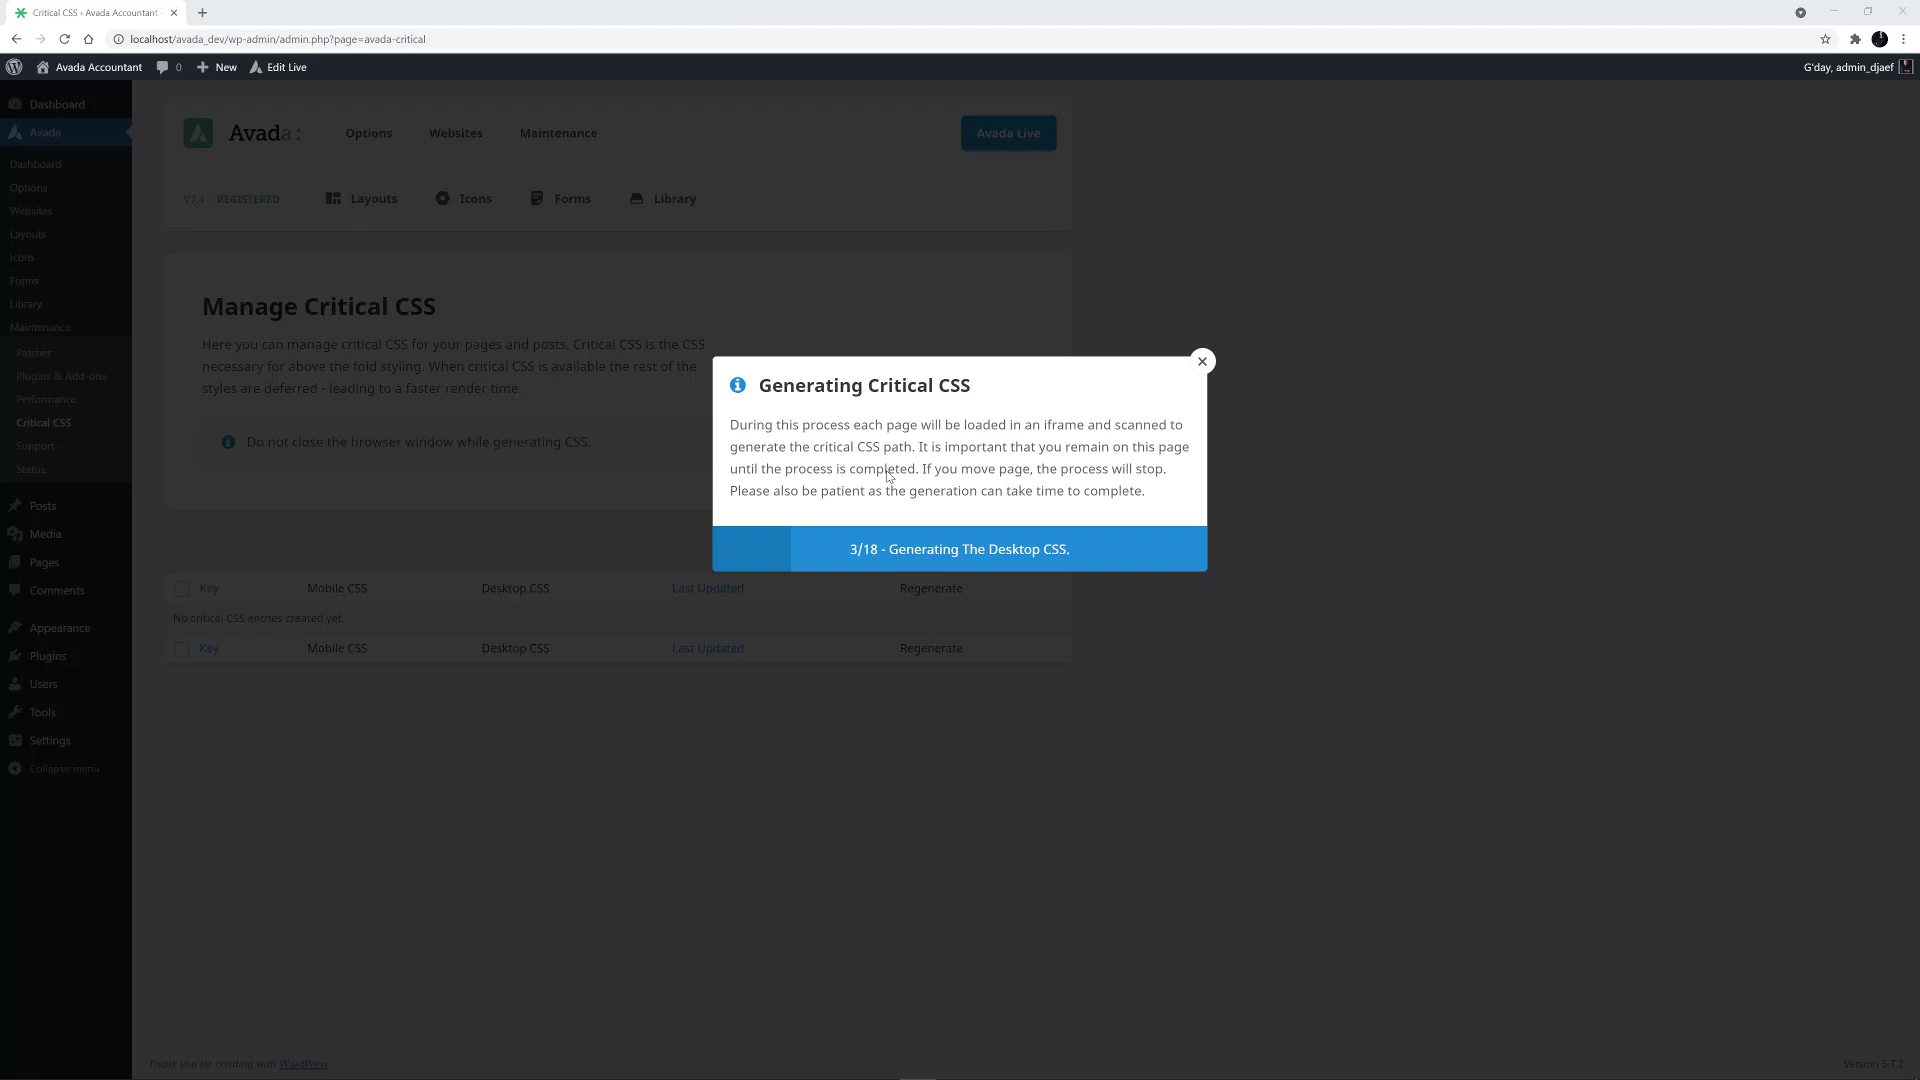 Critical CSS ‹ Avada Accountant
localhost/avada_dev/wp-admin/admin.php?page=avada-critical
Avada Accountant 0 New Edit Live G'day, admin_djaef
Dashboard
Avada
Dashboard
Options
Websites
Layouts
Icons
Forms
Library
Maintenance
Patcher
Plugins & Add-ons
Performance
Critical CSS
Support
Status
Posts
Media
Pages
Comments
Appearance
Plugins
Users
Tools
Settings
Collapse menu
Avada: Options Websites Maintenance Avada Live
V7.4 | REGISTERED Layouts Icons Forms Library
Manage Critical CSS
Here you can manage critical CSS for your pages and posts. Critical CSS is the CSS
necessary for above the fold styling. When critical CSS is available the rest of the
styles are deferred - leading to a faster render time.
Do not close the browser window while generating CSS.
Generating Critical CSS
During this process each page will be loaded in an iframe and scanned to
generate the critical CSS path. It is important that you remain on this page
until the process is completed. If you move page, the process will stop.
Please also be patient as the generation can take time to complete.
3/18 - Generating The Desktop CSS.
Key Mobile CSS Desktop CSS Last Updated Regenerate
No critical CSS entries created yet.
Key Mobile CSS Desktop CSS Last Updated Regenerate
Thank you for creating with WordPress
Version 5.7.2